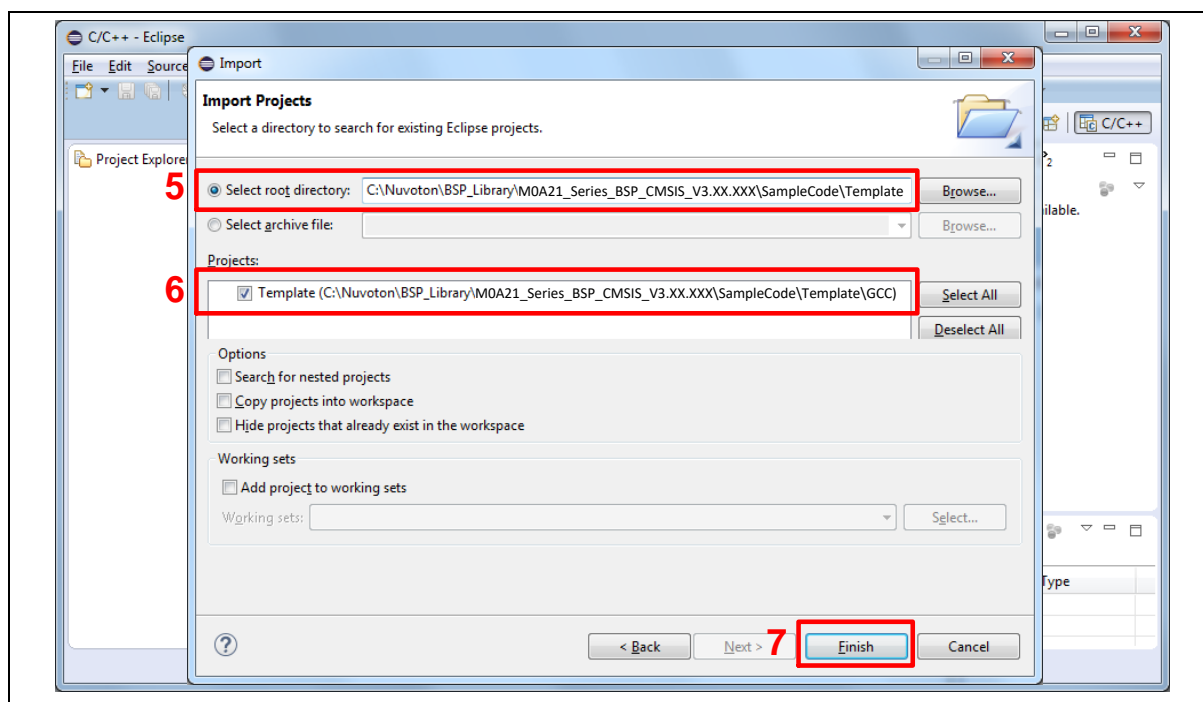 C/C++ - Eclipse
File Edit Source
Import
Import Projects
Select a directory to search for existing Eclipse projects.
C/C++
Project Explore
5
Select root directory: C:\Nuvoton\BSP_Library\M0A21_Series_BSP_CMSIS_V3.XX.XXX\SampleCode\Template Browse...
Select archive file: Browse...
ilable.
Projects:
6
Template (C:\Nuvoton\BSP_Library\M0A21_Series_BSP_CMSIS_V3.XX.XXX\SampleCode\Template\GCC) Select All
Deselect All
Options
Search for nested projects
Copy projects into workspace
Hide projects that already exist in the workspace
Working sets
Add project to working sets
Working sets: Select...
Type
7
< Back Next > Finish Cancel